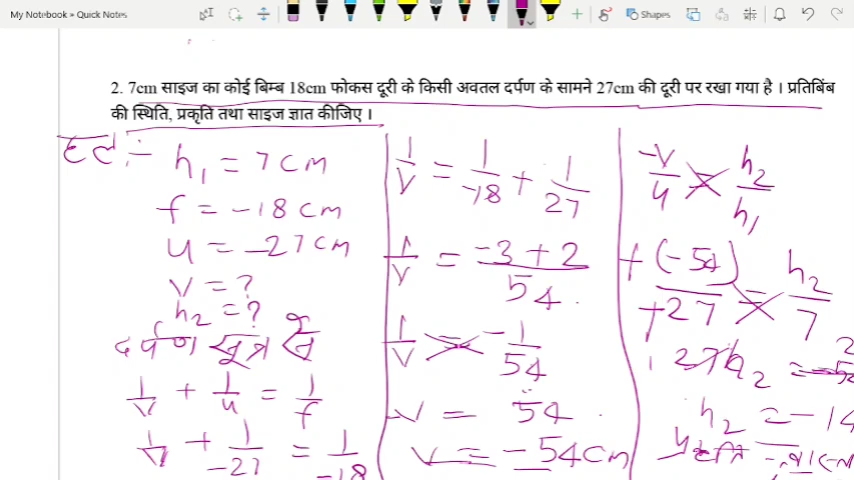 My Notebook » Quick Notes
Shapes
2. 7cm साइज का कोई बिम्ब 18cm फोकस दूरी के किसी अवतल दर्पण के सामने 27cm की दूरी पर रखा गया है । प्रतिबिंब
की स्थिति, प्रकृति तथा साइज ज्ञात कीजिए ।
हल :-
h₁ = 7cm
f = -18 cm
u = -27cm
v = ?
h₂ = ?
दर्पण सूत्र से
1/v + 1/u = 1/f
1/v + 1/-27 = 1/-18
1/v = 1/-18 + 1/27
1/v = -3+2/54
1/v = -1/54
-v = 54
v = -54cm
-v/u = h₂/h₁
+(-54)/+27 = h₂/7
h₂ = -14